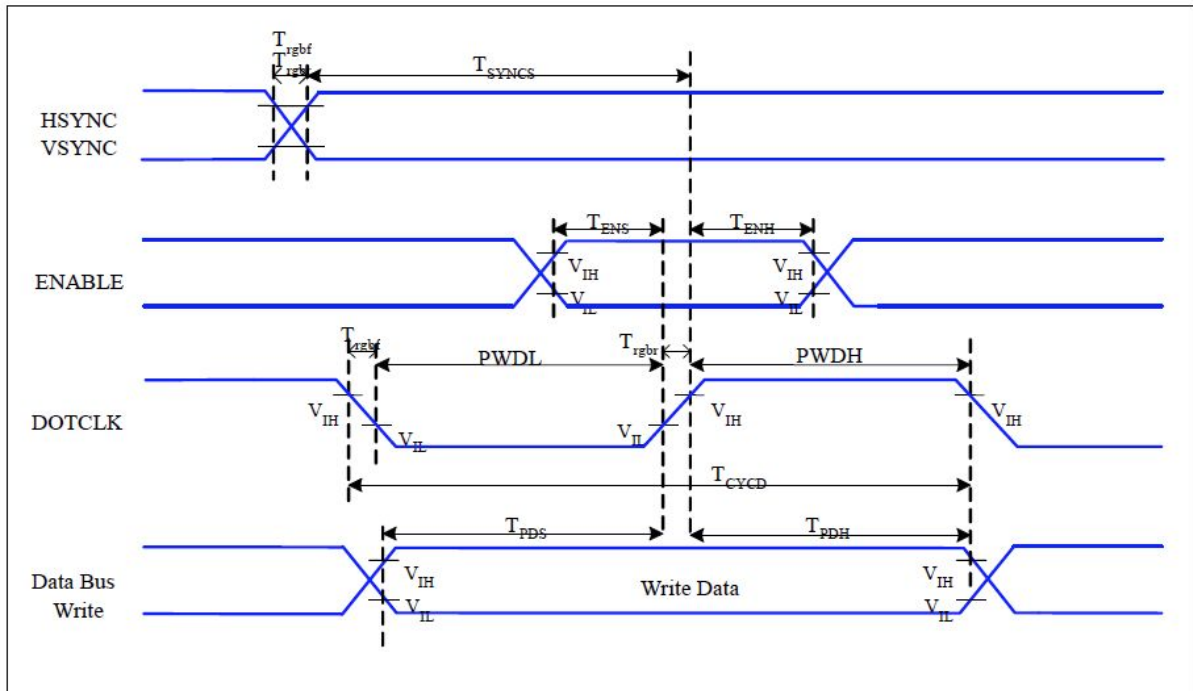 Trgbf
Trgbr
TSYNCS
HSYNC
VSYNC
TENS
TENH
VIH
VIH
ENABLE
VIL
VIL
Trgbf
PWDL
Trgbr
PWDH
VIH
VIH
VIH
DOTCLK
VIL
VIL
TCYCD
TPDS
TPDH
VIH
Write Data
VIH
Data Bus
Write
VIL
VIL